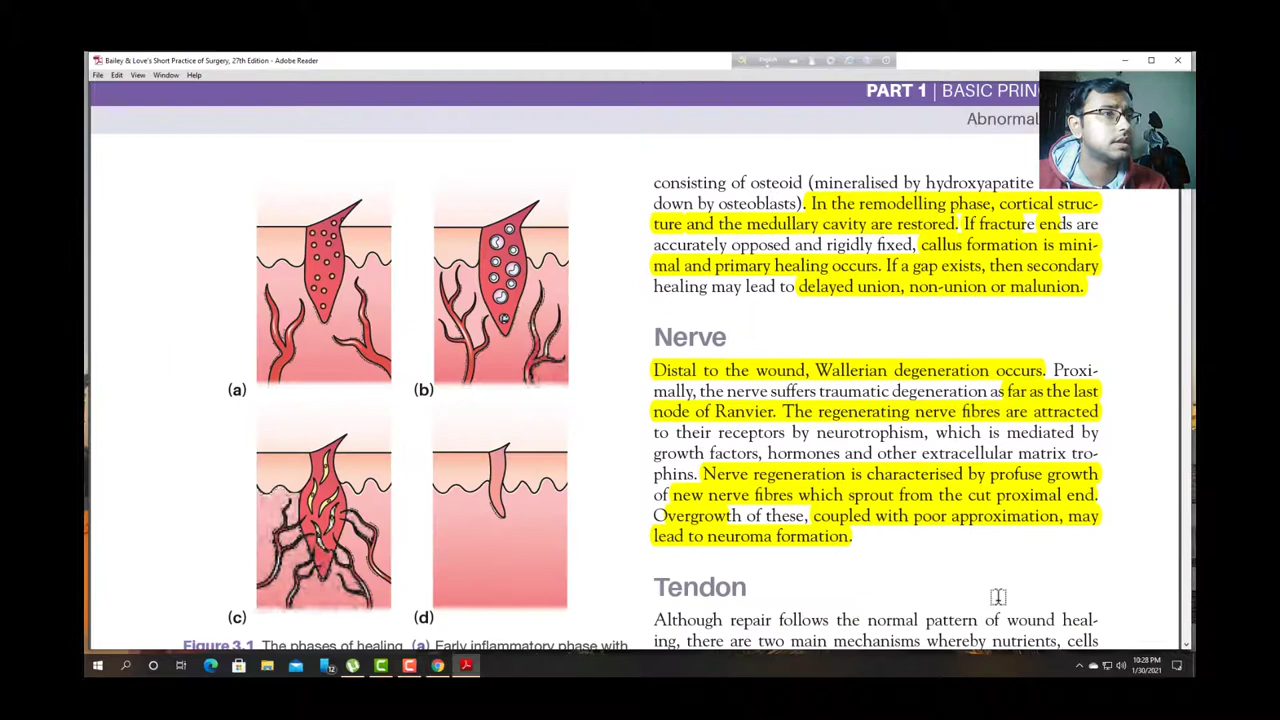 Bailey & Love's Short Practice of Surgery, 27th Edition - Adobe Reader
English
File Edit View Window Help
PART 1 | BASIC PRIN
Abnormal
consisting of osteoid (mineralised by hydroxyapatite
down by osteoblasts). In the remodelling phase, cortical struc-
ture and the medullary cavity are restored. If fracture ends are
accurately opposed and rigidly fixed, callus formation is mini-
mal and primary healing occurs. If a gap exists, then secondary
healing may lead to delayed union, non-union or malunion.
Nerve
Distal to the wound, Wallerian degeneration occurs. Proxi-
mally, the nerve suffers traumatic degeneration as far as the last
node of Ranvier. The regenerating nerve fibres are attracted
to their receptors by neurotrophism, which is mediated by
growth factors, hormones and other extracellular matrix tro-
phins. Nerve regeneration is characterised by profuse growth
of new nerve fibres which sprout from the cut proximal end.
Overgrowth of these, coupled with poor approximation, may
lead to neuroma formation.
Tendon
Although repair follows the normal pattern of wound heal-
ing, there are two main mechanisms whereby nutrients, cells
(a)
(b)
(c)
(d)
Figure 3.1 The phases of healing. (a) Early inflammatory phase with
12
10:28 PM
1/30/2021